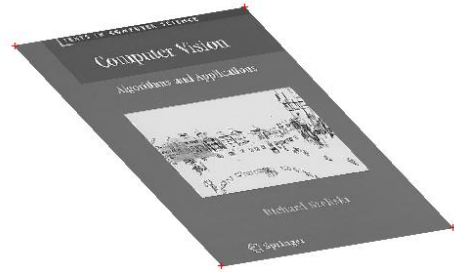 TEXTS IN COMPUTER SCIENCE
Computer Vision
Algorithms and Applications
Richard Szeliski
Springer